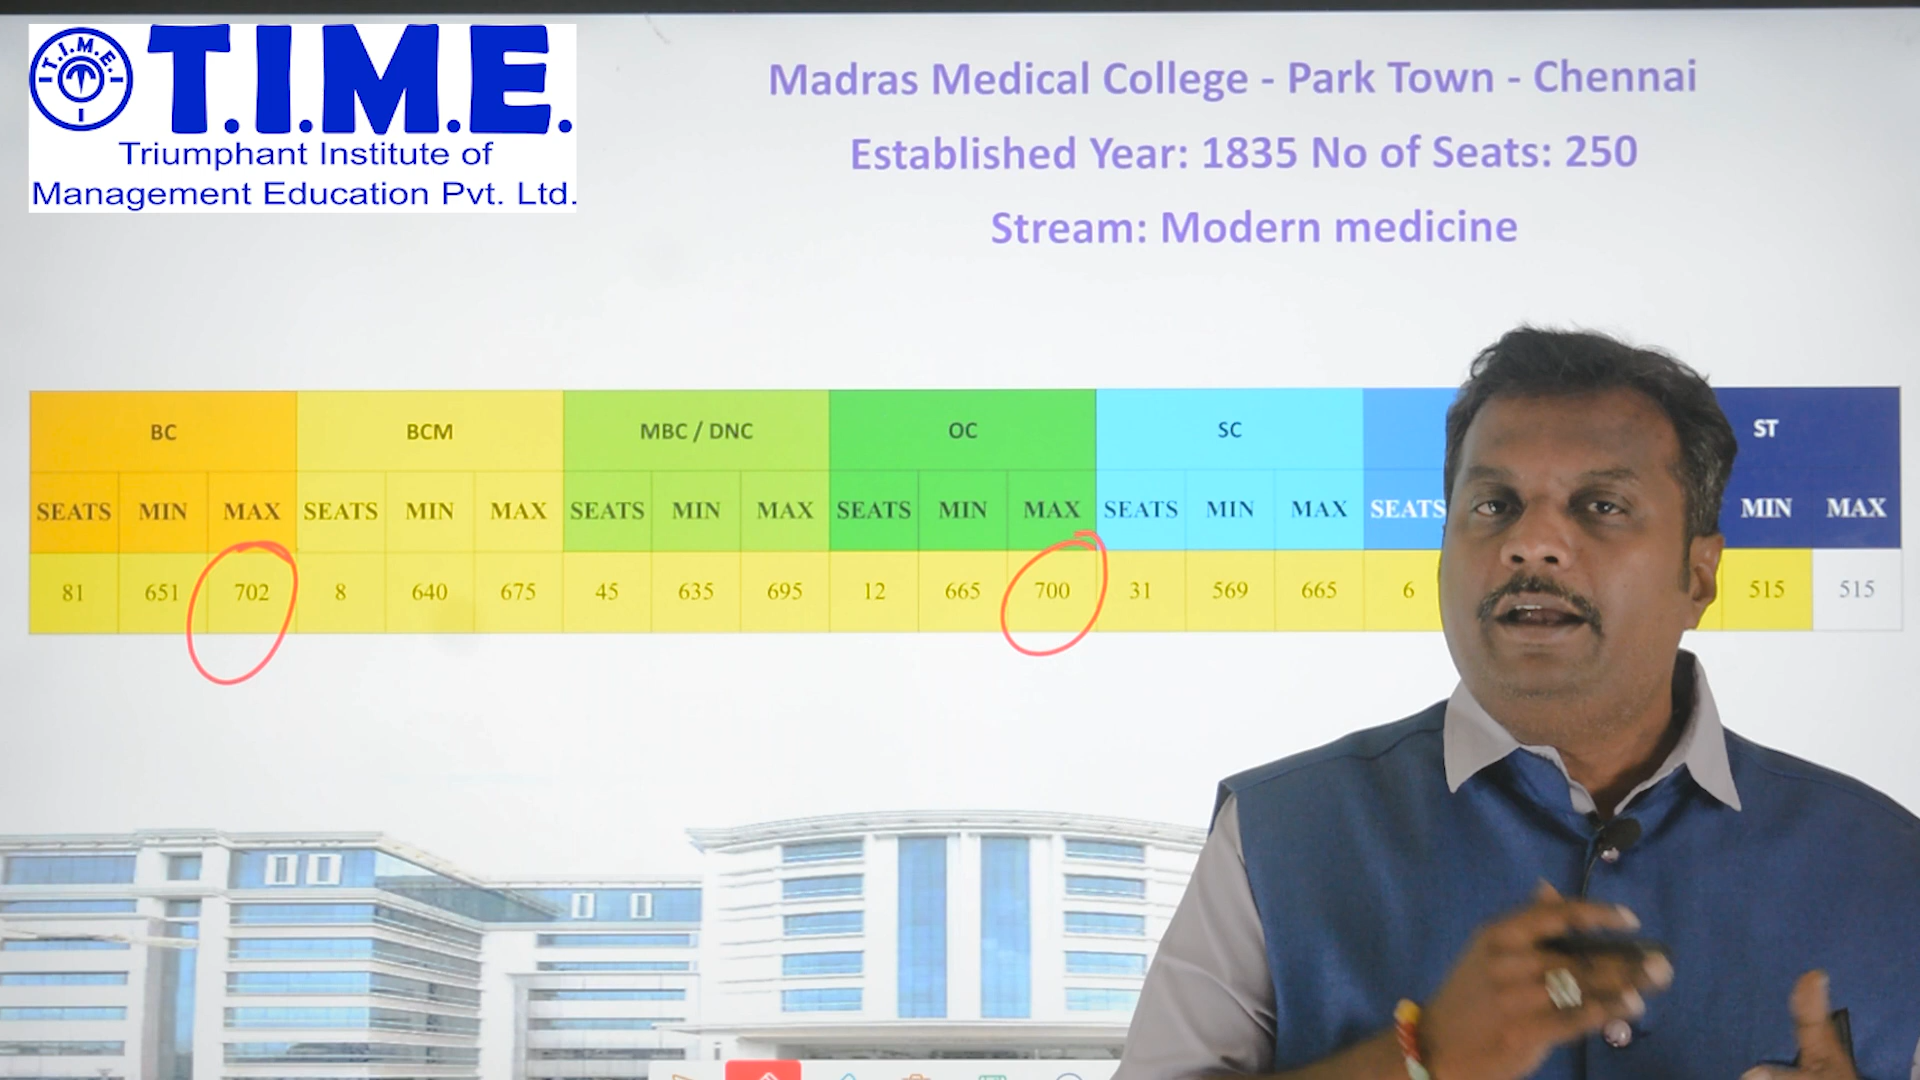 T.I.M.E.
T.I.M.E.
Triumphant Institute of
Management Education Pvt. Ltd.
Madras Medical College - Park Town - Chennai
Established Year: 1835 No of Seats: 250
Stream: Modern medicine
BC BCM MBC / DNC OC SC ST
SEATS MIN MAX SEATS MIN MAX SEATS MIN MAX SEATS MIN MAX SEATS MIN MAX SEATS MIN MAX
81 651 702 8 640 675 45 635 695 12 665 700 31 569 665 6 515 515